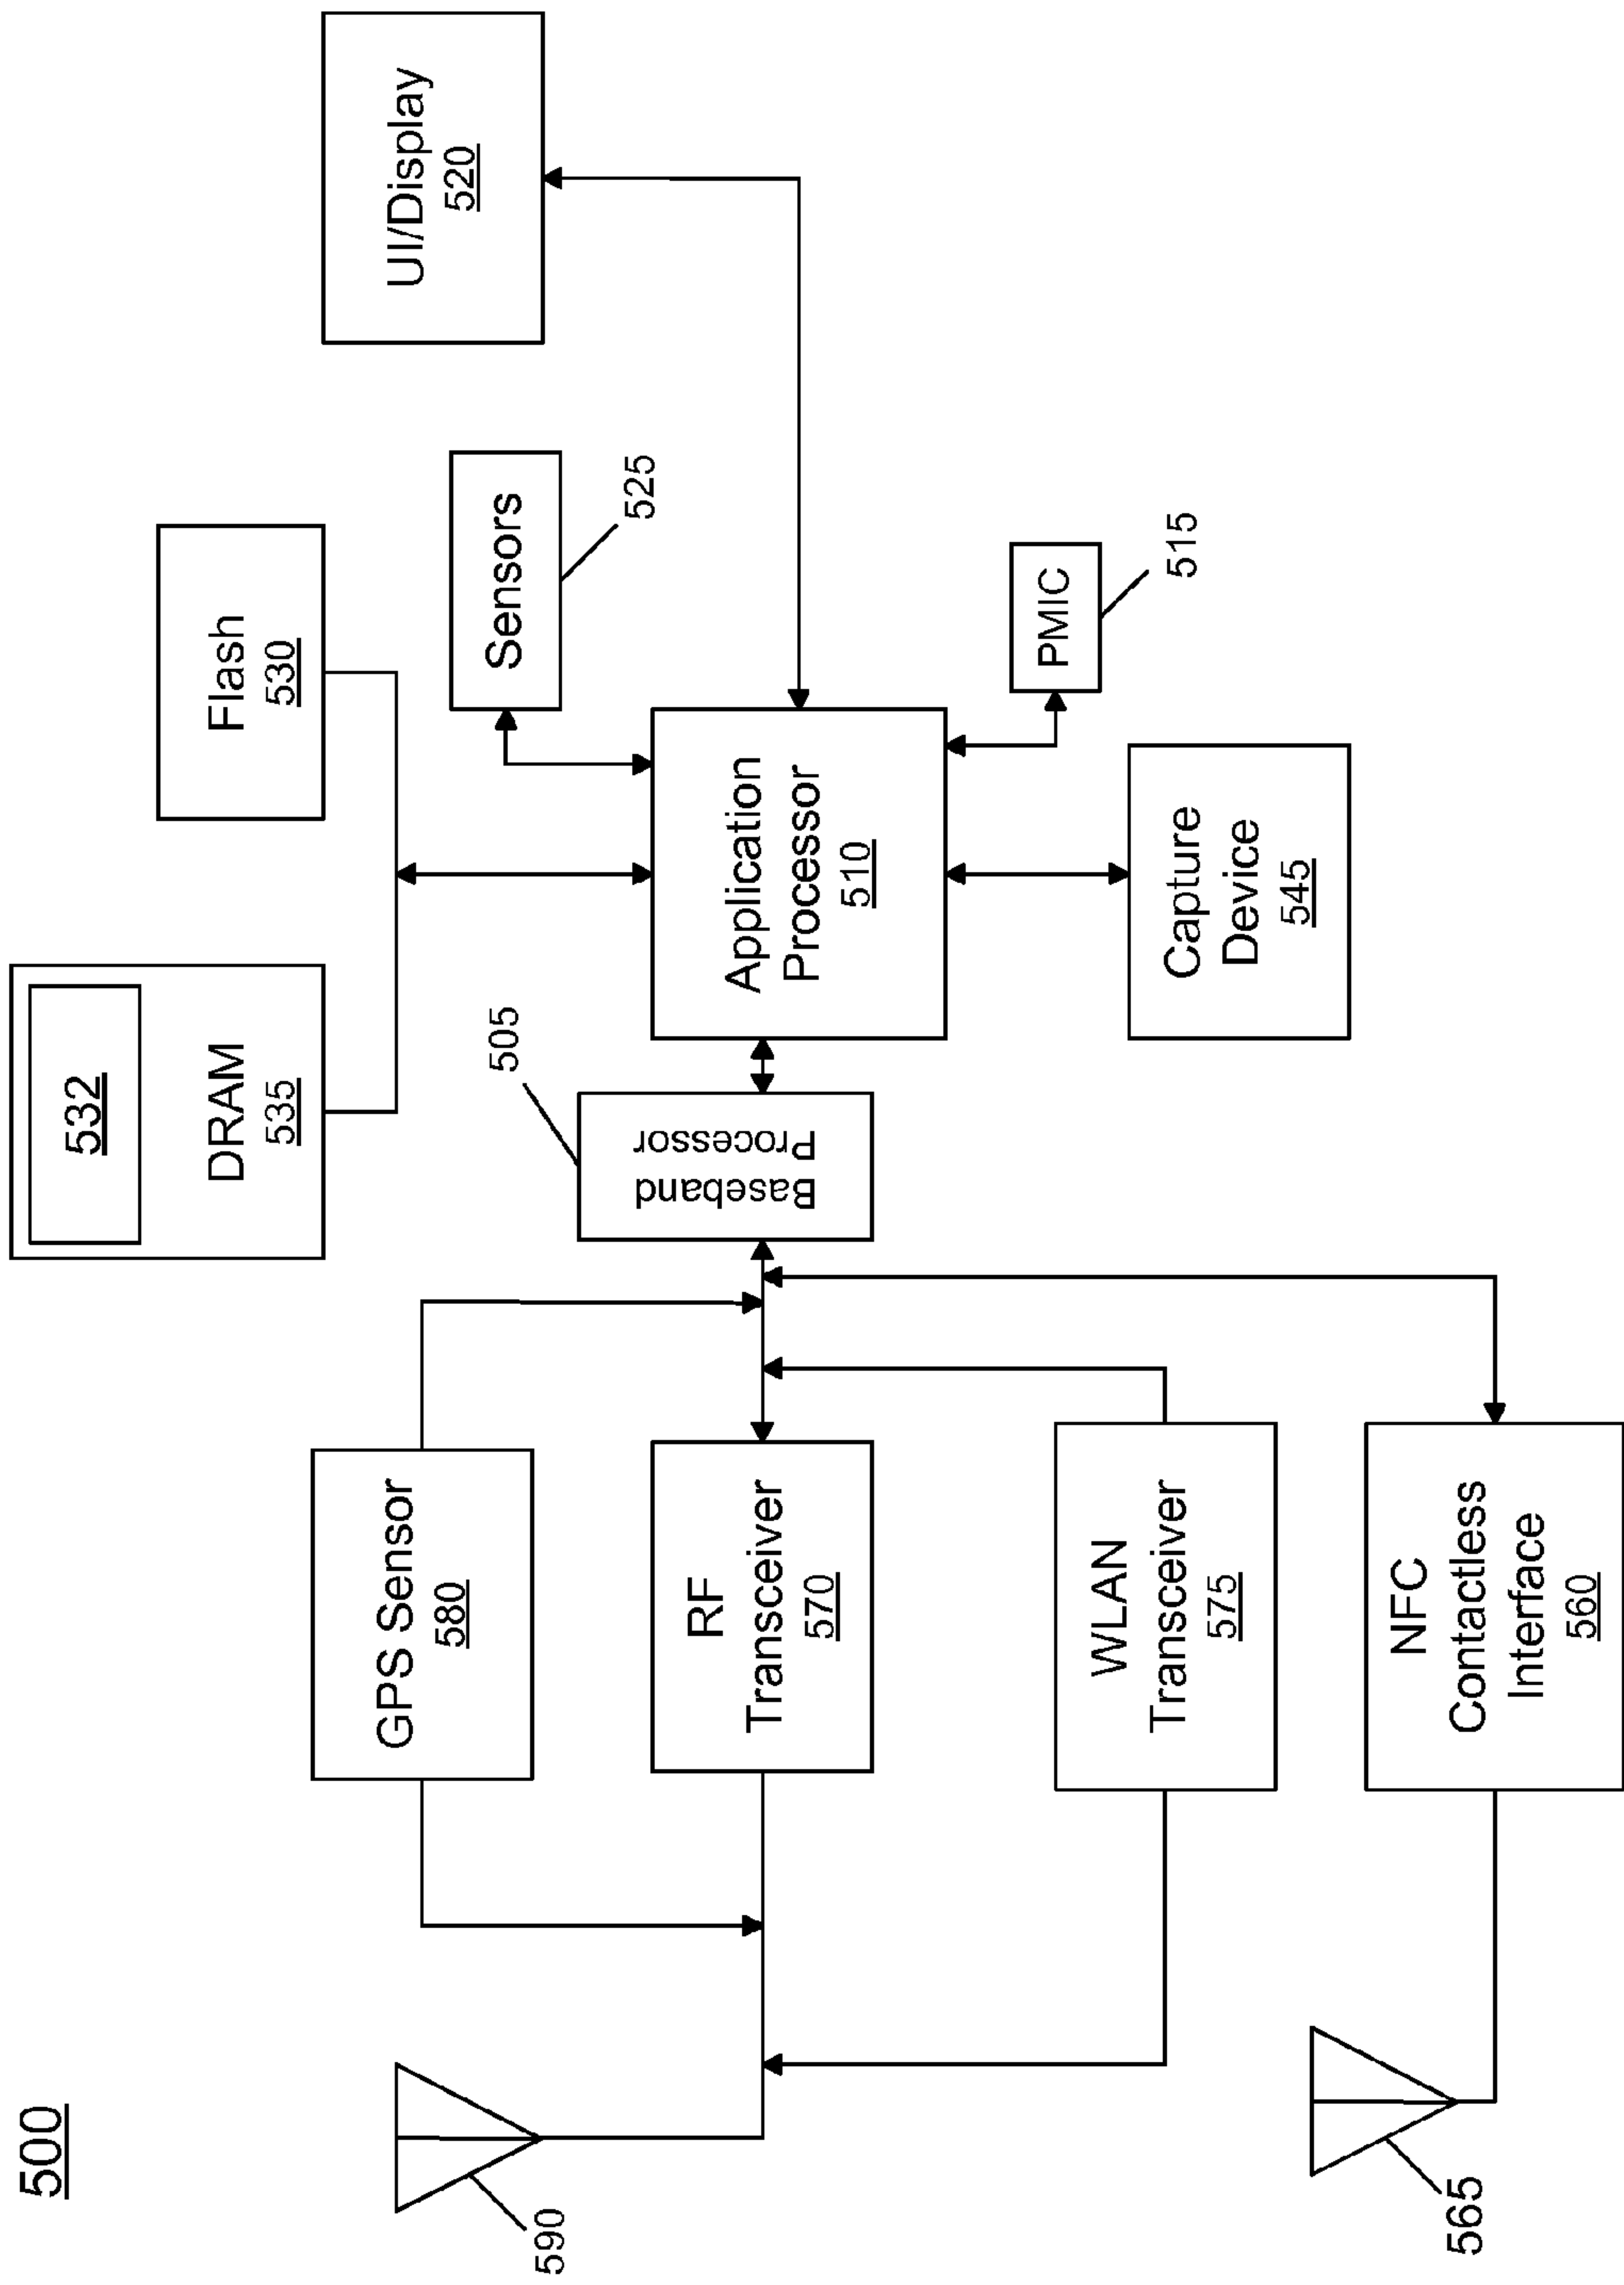 500
532
DRAM
535
Flash
530
UI/Display
520
Sensors
525
505
Baseband
Processor
Application
Processor
510
PMIC
515
Capture
Device
545
GPS Sensor
580
RF
Transceiver
570
WLAN
Transceiver
575
NFC
Contactless
Interface
560
590
565